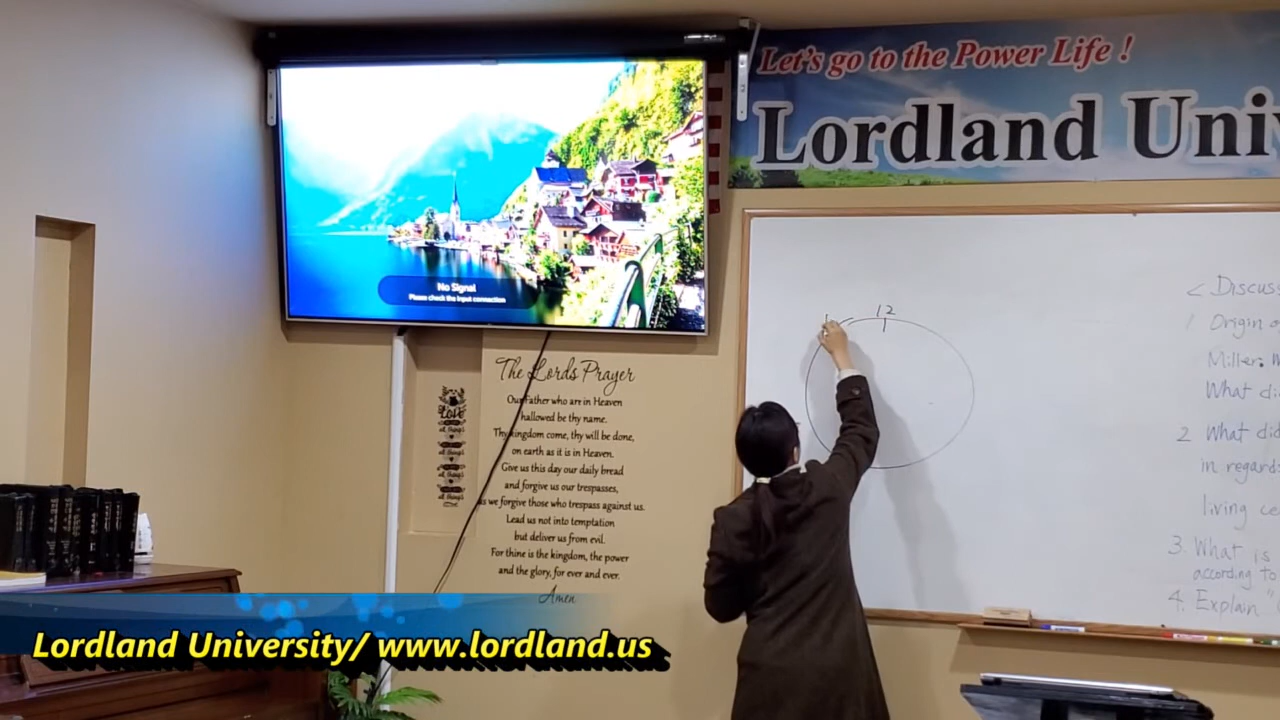 Let's go to the Power Life !
Lordland Uni
No Signal
Please check the input connection
The Lord's Prayer
Our Father who are in Heaven
hallowed be thy name.
Thy kingdom come, thy will be done,
on earth as it is in Heaven.
Give us this day our daily bread
and forgive us our trespasses,
as we forgive those who trespass against us.
Lead us not into temptation
but deliver us from evil.
For thine is the kingdom, the power
and the glory, for ever and ever.
Amen
LOVE
12
< Discuss
1 Origin
Miller:
What di
2 What did
in regard
living ce
3. What is
according to
4. Explain "
Lordland University/ www.lordland.us